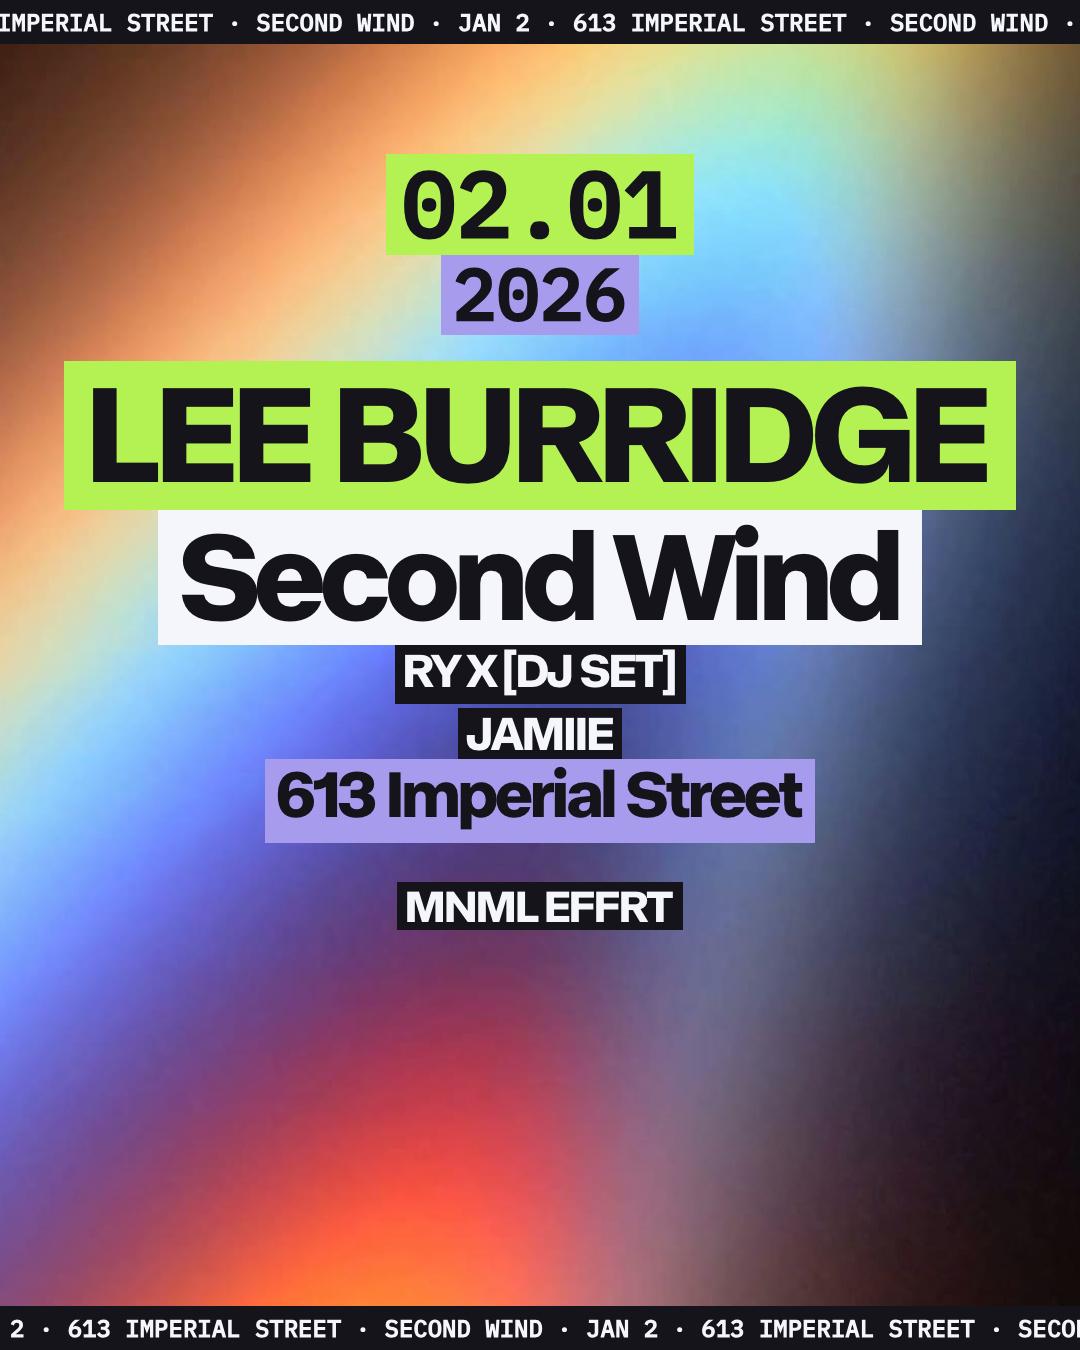 IMPERIAL STREET · SECOND WIND · JAN 2 · 613 IMPERIAL STREET · SECOND WIND ·
02.01
2026
LEE BURRIDGE
Second Wind
RY X [DJ SET]
JAMIIE
613 Imperial Street
MNML EFFRT
2 · 613 IMPERIAL STREET · SECOND WIND · JAN 2 · 613 IMPERIAL STREET · SECO